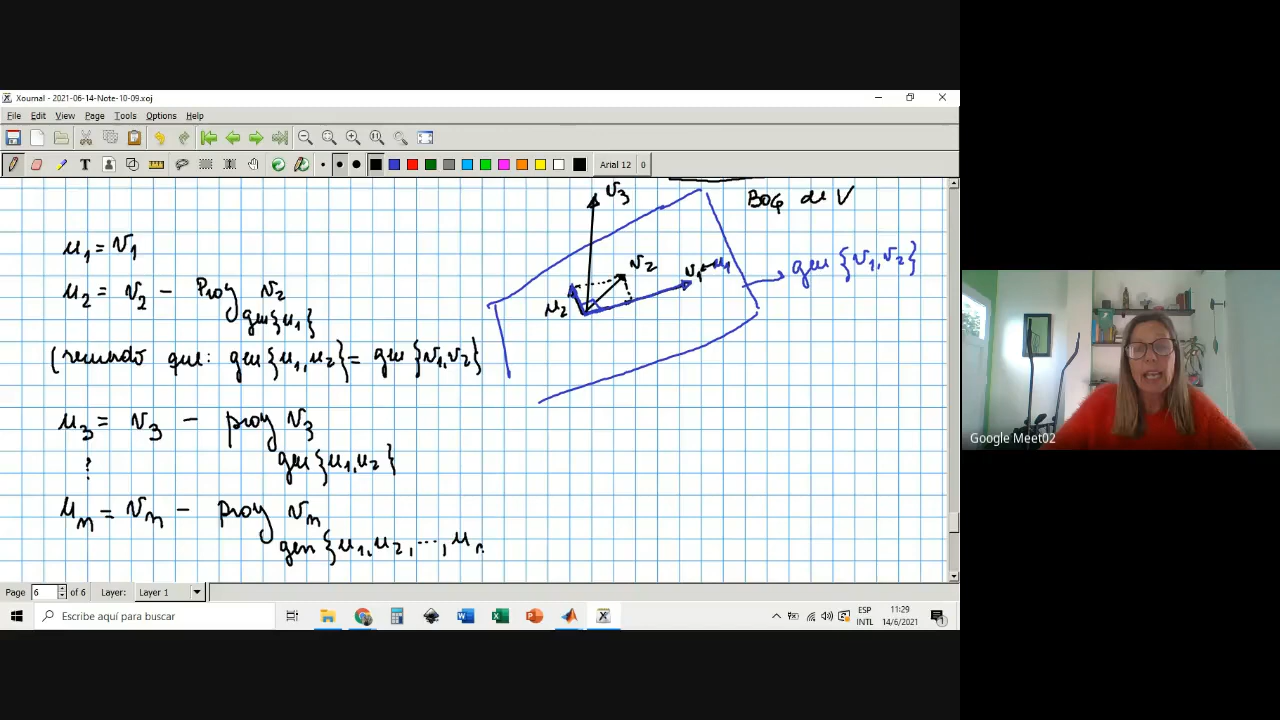 Xournal - 2021-06-14-Note-10-09.xoj
File Edit View Page Tools Options Help
Arial 12 0
BOG de V
v3
v2
v1 ← u1
u2
gen {v1, v2}
u1 = v1
u2 = v2 - Proy v2
gen{u1}
(recuerdo que: gen {u1, u2} = gen {v1, v2}
u3 = v3 - proy v3
gen {u1, u2}
un = vn - proy vn
gen {u1, u2, ..., u
Google Meet02
Page 6 of 6 Layer: Layer 1
Escribe aquí para buscar
ESP
INTL
11:29
14/6/2021